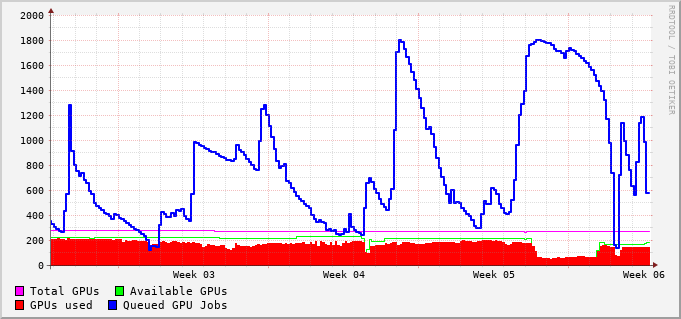 2000
1800
1600
1400
1200
1000
800
600
400
200
0
Week 03 Week 04 Week 05 Week 06
RRDTOOL / TOBI OETIKER
Total GPUs Available GPUs
GPUs used Queued GPU Jobs